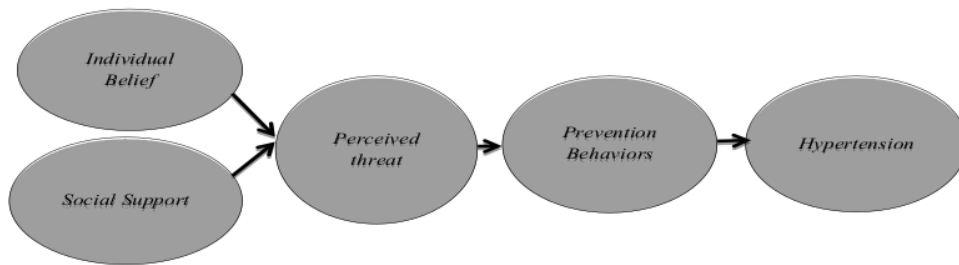 Individual
Belief
Social Support
Perceived
threat
Prevention
Behaviors
Hypertension